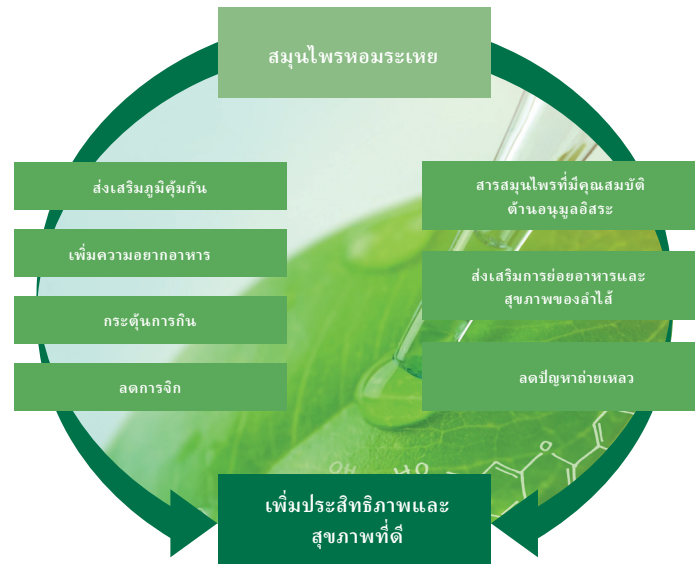 สมุนไพรหอมระเหย
ส่งเสริมภูมิคุ้มกัน
เพิ่มความอยากอาหาร
กระตุ้นการกิน
ลดการจิก
สารสมุนไพรที่มีคุณสมบัติ
ต้านอนุมูลอิสระ
ส่งเสริมการย่อยอาหารและ
สุขภาพของลำไส้
ลดปัญหาถ่ายเหลว
OH
HO
O
เพิ่มประสิทธิภาพและ
สุขภาพที่ดี